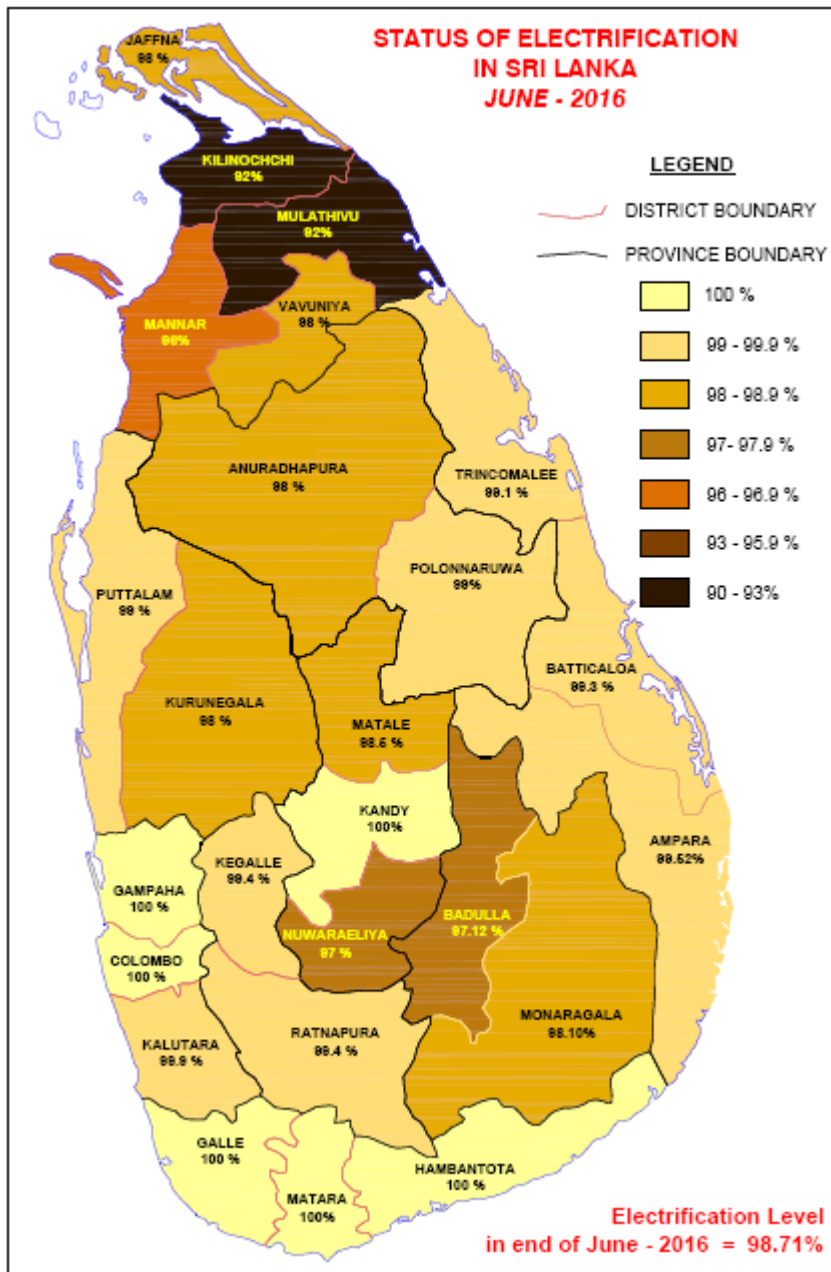 STATUS OF ELECTRIFICATION
IN SRI LANKA
JUNE - 2016
JAFFNA
98 %
KILINOCHCHI
92%
MULATHIVU
92%
VAVUNIYA
98 %
MANNAR
96%
LEGEND
DISTRICT BOUNDARY
PROVINCE BOUNDARY
100 %
99 - 99.9 %
98 - 98.9 %
97- 97.9 %
96 - 96.9 %
93 - 95.9 %
90 - 93%
ANURADHAPURA
98 %
TRINCOMALEE
99.1 %
POLONNARUWA
99%
PUTTALAM
99 %
BATTICALOA
99.3 %
KURUNEGALA
98 %
MATALE
98.5 %
KANDY
100%
AMPARA
99.52%
KEGALLE
99.4 %
GAMPAHA
100 %
NUWARAELIYA
97 %
BADULLA
97.12 %
COLOMBO
100 %
MONARAGALA
98.10%
RATNAPURA
99.4 %
KALUTARA
99.9 %
GALLE
100 %
MATARA
100%
HAMBANTOTA
100 %
Electrification Level
in end of June - 2016 = 98.71%